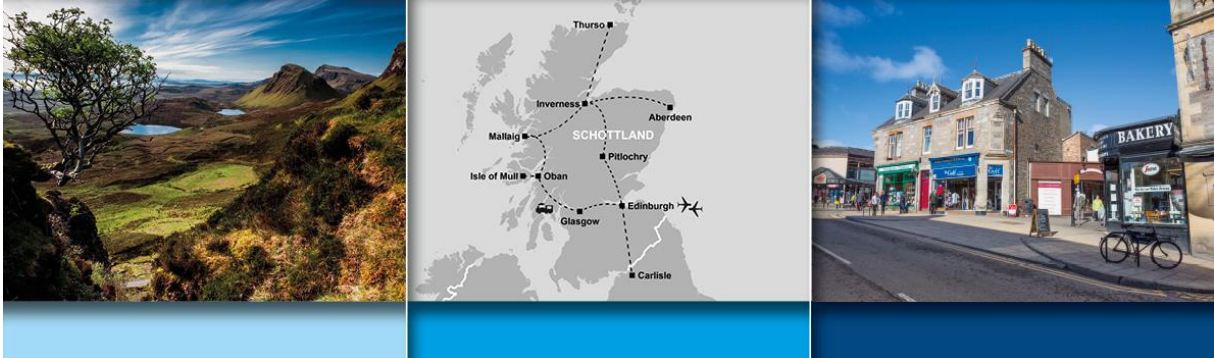 Thurso
Inverness
Aberdeen
Mallaig
SCHOTTLAND
Pitlochry
Isle of Mull
Oban
Edinburgh
Glasgow
Carlisle
BAKERY